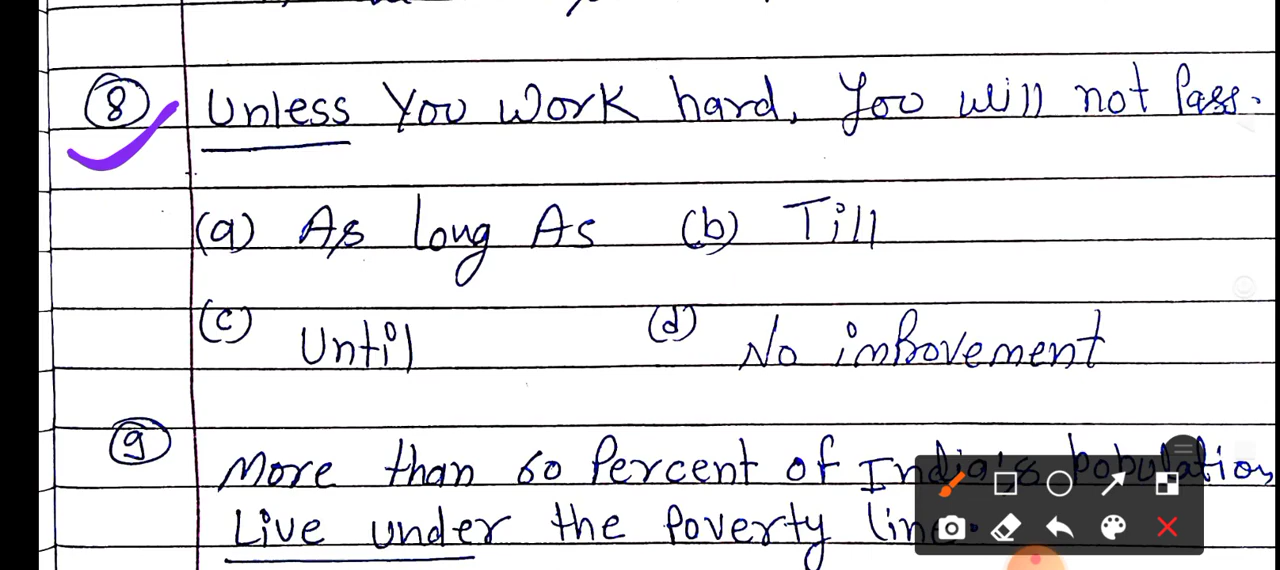 8 Unless You Work hard, You will not Pass.
(a) As long As (b) Till
(c) Until (d) No improvement
9 More than 60 Percent of India's population
Live under the Poverty line.